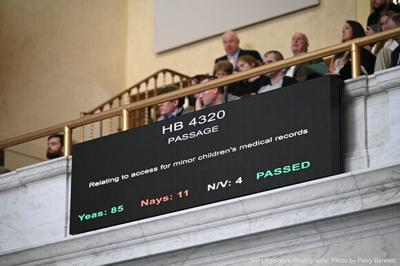 HB 4320
PASSAGE
Relating to access for minor children's medical records
Yeas: 85 Nays: 11 N/V: 4 PASSED
WV Legislative Photography, Photo by Perry Bennett